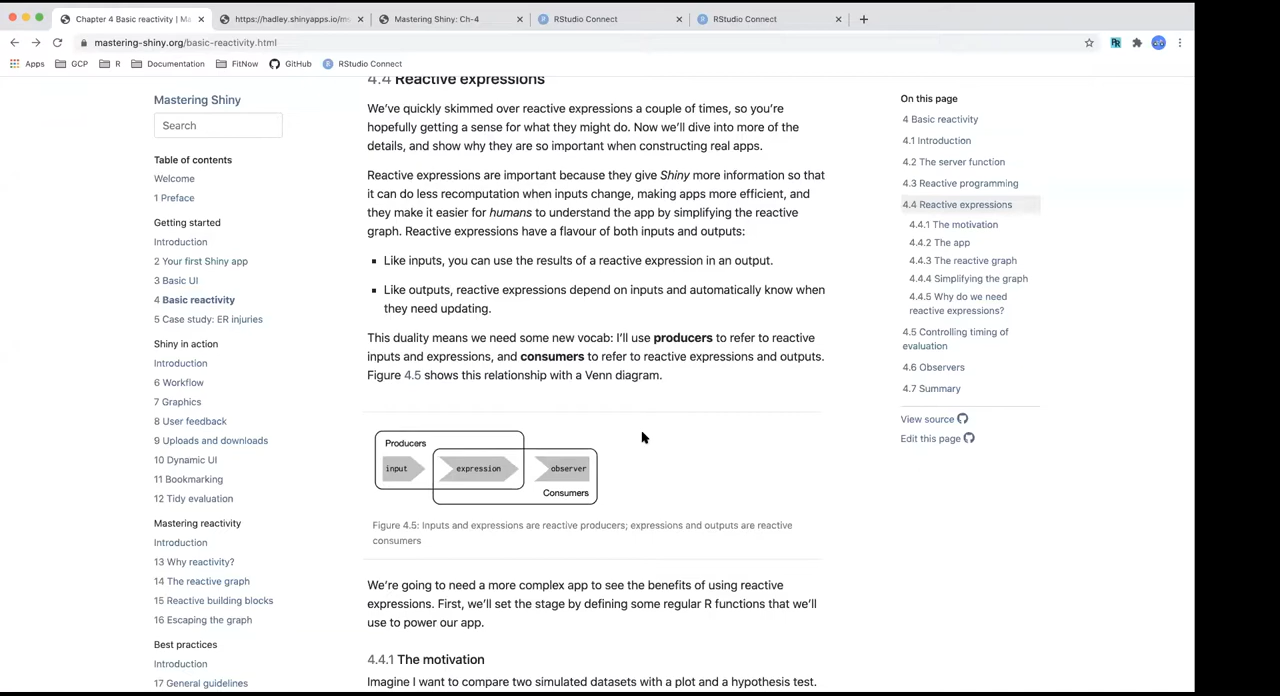 Chapter 4 Basic reactivity | Ma
https://hadley.shinyapps.io/ms
Mastering Shiny: Ch-4
RStudio Connect
RStudio Connect
mastering-shiny.org/basic-reactivity.html
Apps
GCP
R
Documentation
FitNow
GitHub
RStudio Connect
Mastering Shiny
Search
Table of contents
Welcome
1 Preface
Getting started
Introduction
2 Your first Shiny app
3 Basic UI
4 Basic reactivity
5 Case study: ER injuries
Shiny in action
Introduction
6 Workflow
7 Graphics
8 User feedback
9 Uploads and downloads
10 Dynamic UI
11 Bookmarking
12 Tidy evaluation
Mastering reactivity
Introduction
13 Why reactivity?
14 The reactive graph
15 Reactive building blocks
16 Escaping the graph
Best practices
Introduction
17 General guidelines
4.4 Reactive expressions
We've quickly skimmed over reactive expressions a couple of times, so you're
hopefully getting a sense for what they might do. Now we'll dive into more of the
details, and show why they are so important when constructing real apps.
Reactive expressions are important because they give Shiny more information so that
it can do less recomputation when inputs change, making apps more efficient, and
they make it easier for humans to understand the app by simplifying the reactive
graph. Reactive expressions have a flavour of both inputs and outputs:
Like inputs, you can use the results of a reactive expression in an output.
Like outputs, reactive expressions depend on inputs and automatically know when
they need updating.
This duality means we need some new vocab: I'll use producers to refer to reactive
inputs and expressions, and consumers to refer to reactive expressions and outputs.
Figure 4.5 shows this relationship with a Venn diagram.
Producers
input
expression
observer
Consumers
Figure 4.5: Inputs and expressions are reactive producers; expressions and outputs are reactive
consumers
We're going to need a more complex app to see the benefits of using reactive
expressions. First, we'll set the stage by defining some regular R functions that we'll
use to power our app.
4.4.1 The motivation
Imagine I want to compare two simulated datasets with a plot and a hypothesis test.
On this page
4 Basic reactivity
4.1 Introduction
4.2 The server function
4.3 Reactive programming
4.4 Reactive expressions
4.4.1 The motivation
4.4.2 The app
4.4.3 The reactive graph
4.4.4 Simplifying the graph
4.4.5 Why do we need
reactive expressions?
4.5 Controlling timing of
evaluation
4.6 Observers
4.7 Summary
View source
Edit this page